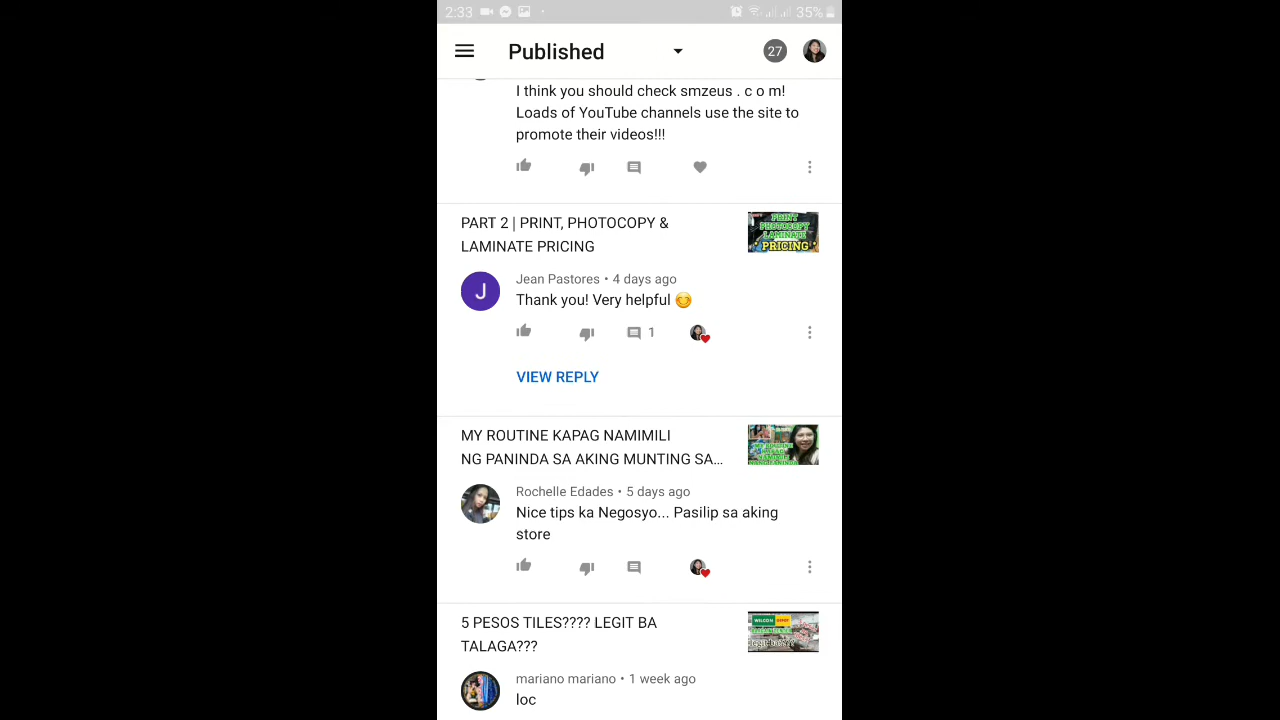 2:33
35%
Published
27
I think you should check smzeus . c o m!
Loads of YouTube channels use the site to
promote their videos!!!
PART 2 | PRINT, PHOTOCOPY &
LAMINATE PRICING
PRINT
PHOTOCOPY
LAMINATE
PRICING
J
Jean Pastores • 4 days ago
Thank you! Very helpful 😊
1
VIEW REPLY
MY ROUTINE KAPAG NAMIMILI
NG PANINDA SA AKING MUNTING SA...
Rochelle Edades • 5 days ago
Nice tips ka Negosyo... Pasilip sa aking
store
5 PESOS TILES???? LEGIT BA
TALAGA???
WILCON DEPOT
mariano mariano • 1 week ago
loc